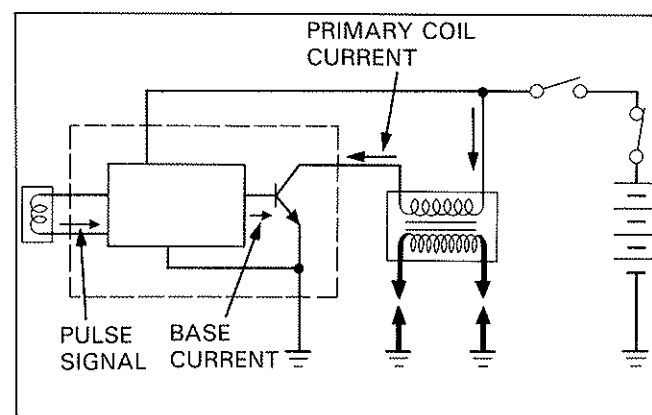 PRIMARY COIL
CURRENT
PULSE
SIGNAL
BASE
CURRENT